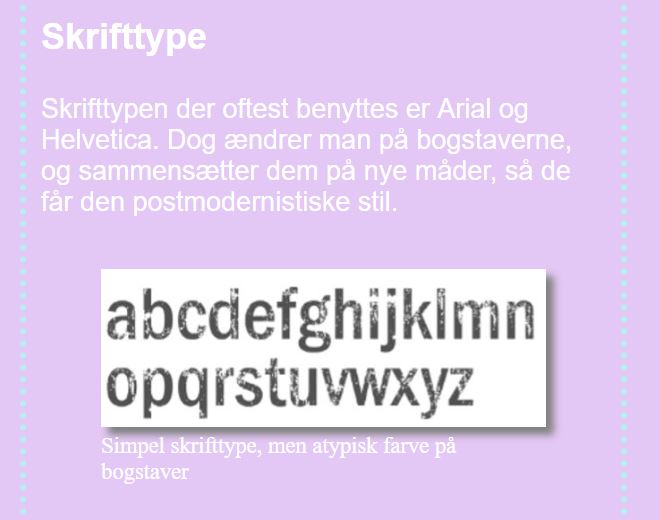 Skrifttype
Skrifttypen der oftest benyttes er Arial og
Helvetica. Dog ændrer man på bogstaverne,
og sammensætter dem på nye måder, så de
får den postmodernistiske stil.
abcdefghijklmn
opqrstuvwxyz
Simpel skrifttype, men atypisk farve på
bogstaver